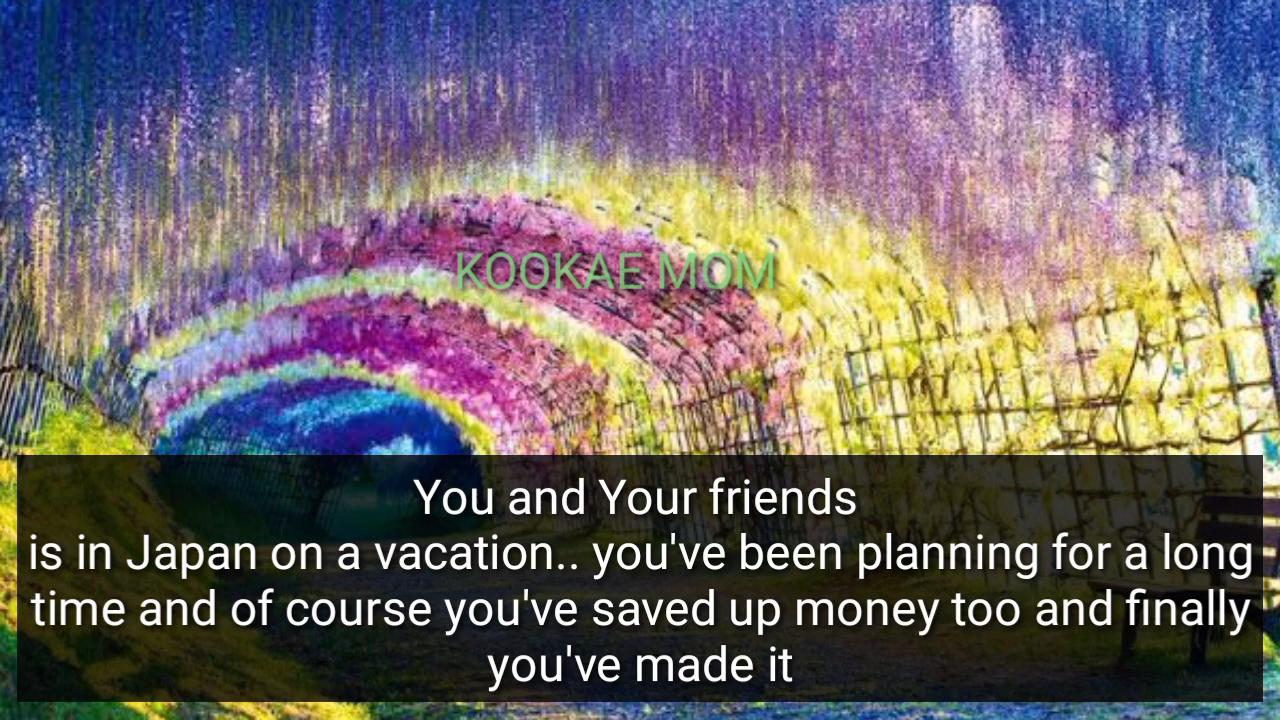 KOOKAE MOM
You and Your friends
is in Japan on a vacation.. you've been planning for a long
time and of course you've saved up money too and finally
you've made it